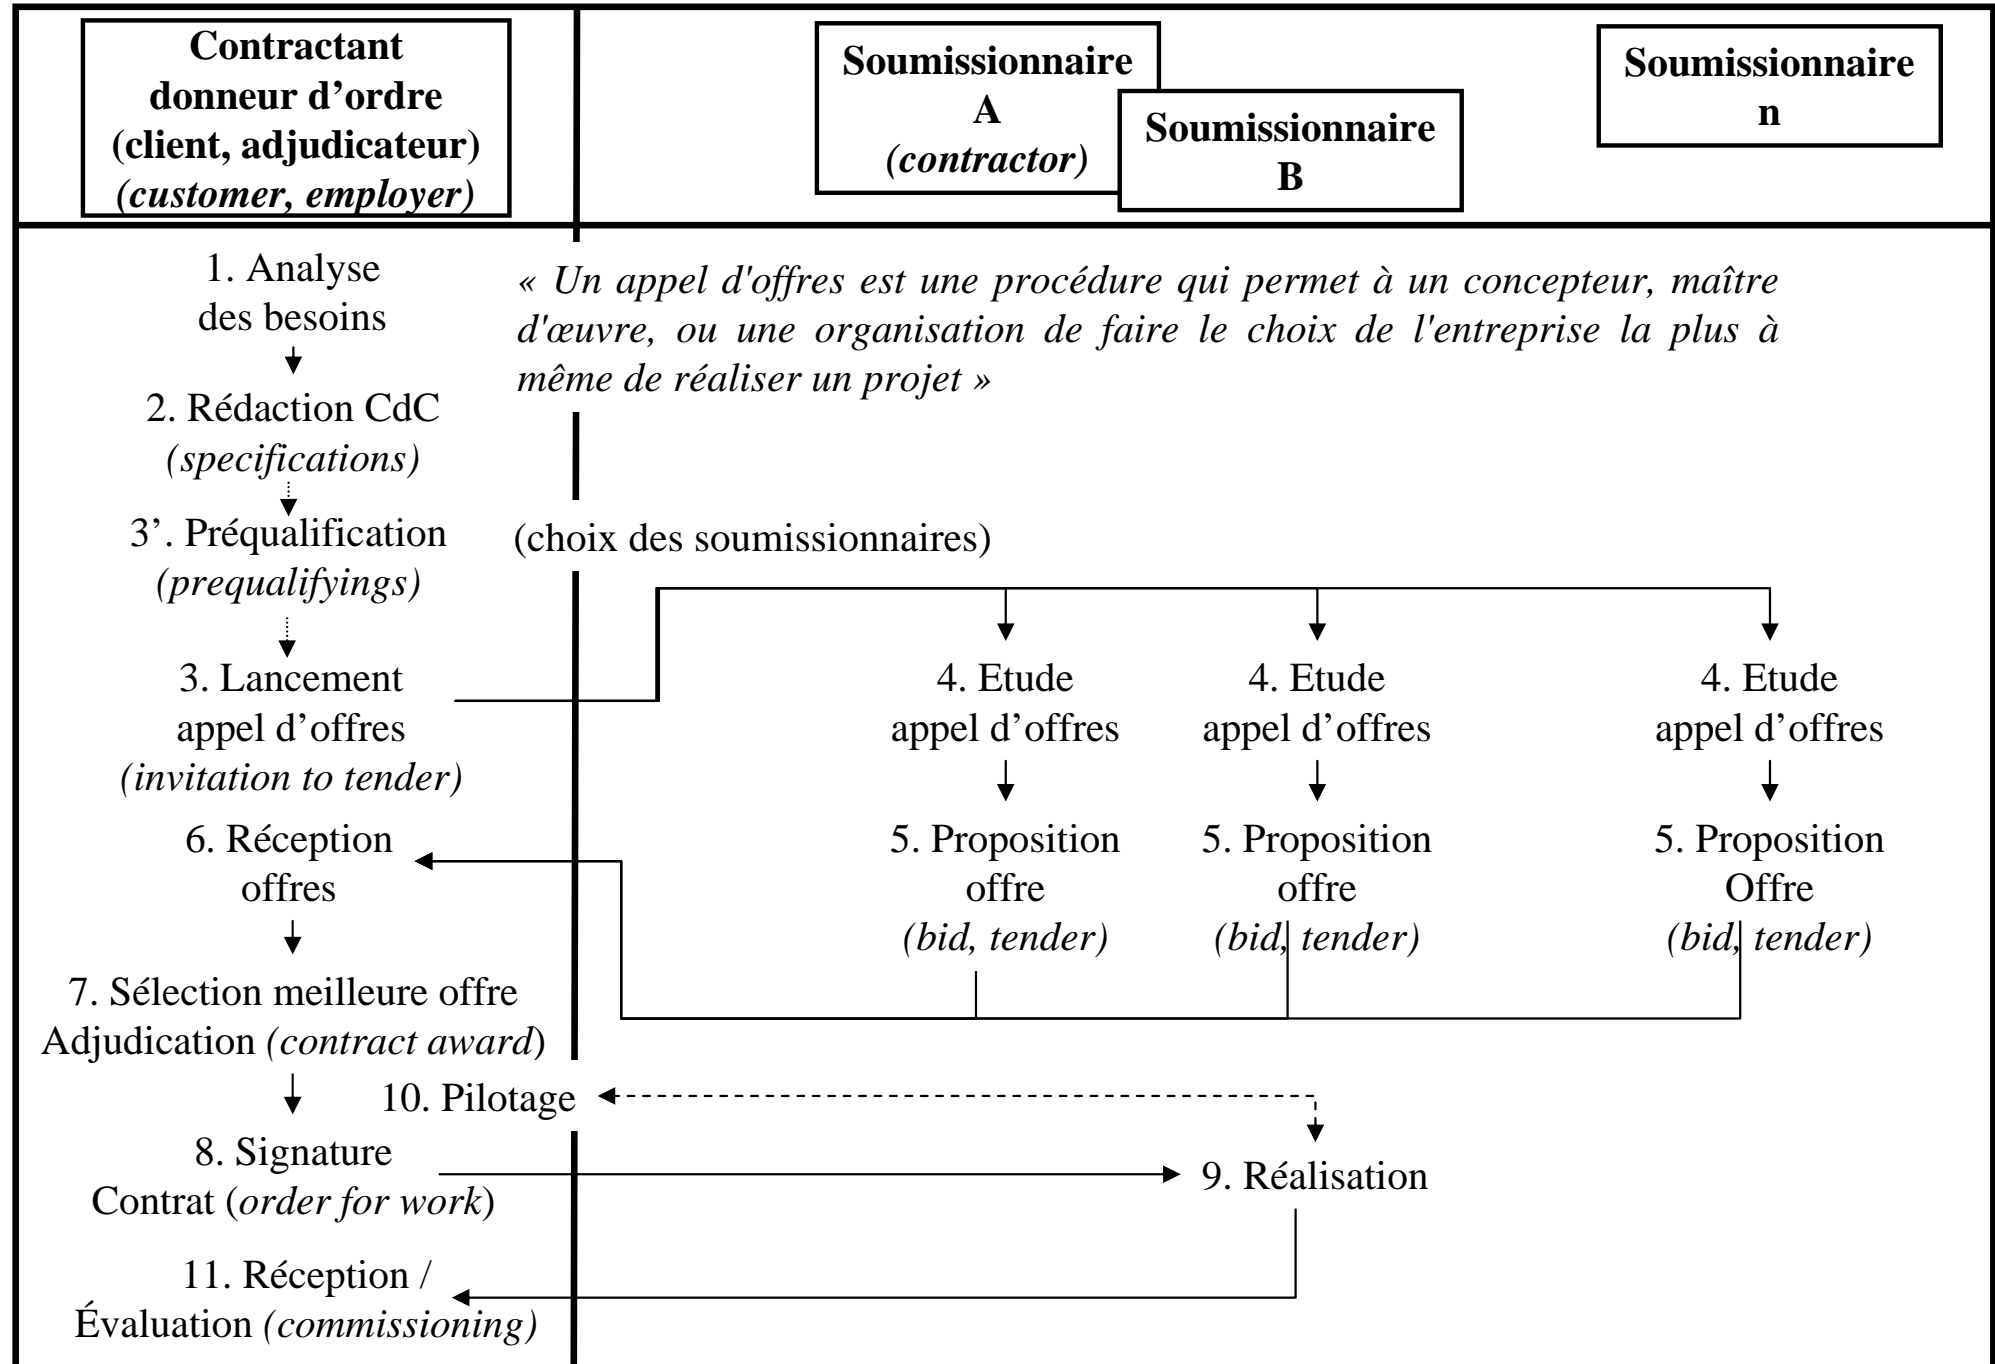 Contractant
donneur d’ordre
(client, adjudicateur)
(customer, employer)
Soumissionnaire
A
(contractor)
Soumissionnaire
B
Soumissionnaire
n
1. Analyse
des besoins
« Un appel d'offres est une procédure qui permet à un concepteur, maître
d'œuvre, ou une organisation de faire le choix de l'entreprise la plus à
même de réaliser un projet »
2. Rédaction CdC
(specifications)
3’. Préqualification
(prequalifyings)
(choix des soumissionnaires)
3. Lancement
appel d’offres
(invitation to tender)
4. Etude
appel d’offres
4. Etude
appel d’offres
4. Etude
appel d’offres
5. Proposition
offre
(bid, tender)
5. Proposition
offre
(bid, tender)
5. Proposition
Offre
(bid, tender)
6. Réception
offres
7. Sélection meilleure offre
Adjudication (contract award)
10. Pilotage
8. Signature
Contrat (order for work)
9. Réalisation
11. Réception /
Évaluation (commissioning)